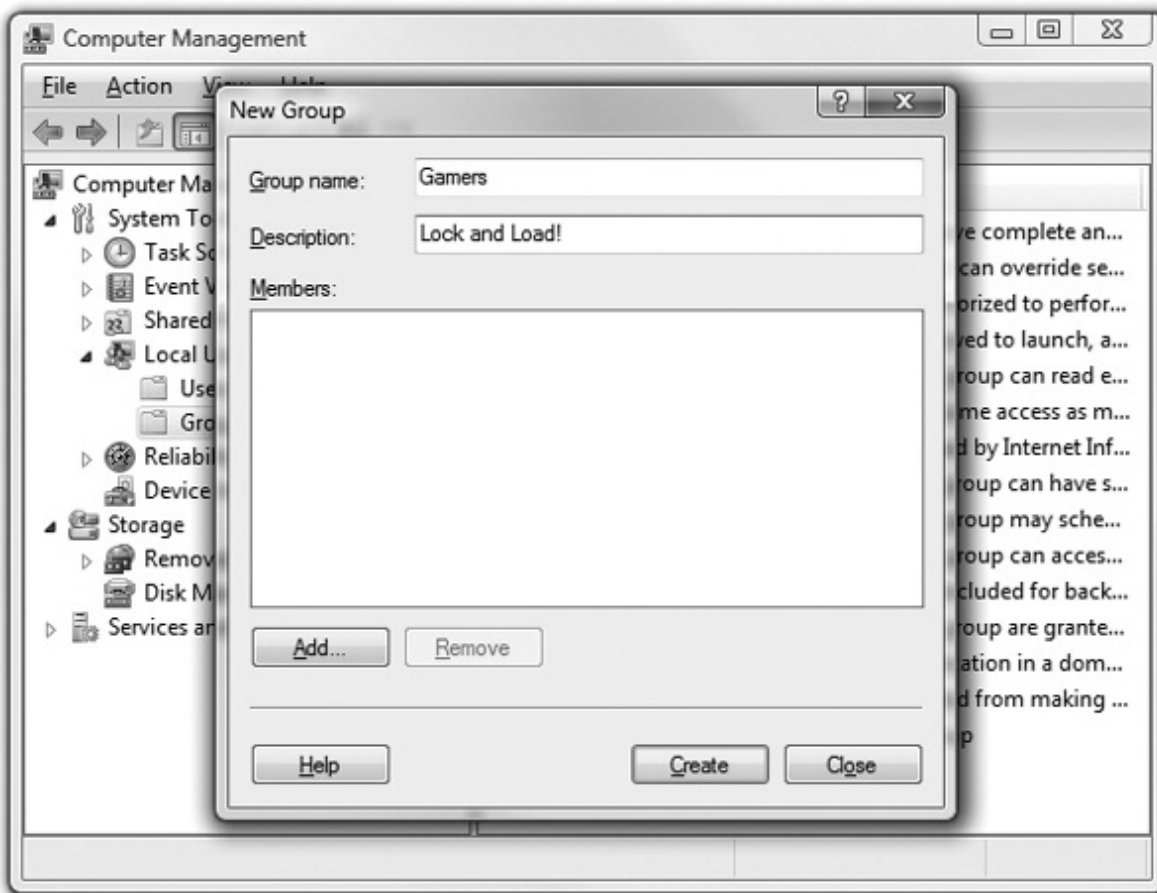 Computer Management
File Action View Help
New Group
Computer Ma
System To
Task Sc
Event V
Shared
Local U
Use
Gro
Reliabil
Device
Storage
Remov
Disk M
Services an
Group name: Gamers
Description: Lock and Load!
Members:
Add... Remove
Help Create Close
ve complete an...
can override se...
orized to perfor...
ved to launch, a...
roup can read e...
me access as m...
d by Internet Inf...
roup can have s...
roup may sche...
roup can acces...
cluded for back...
roup are grante...
ation in a dom...
d from making ...
p